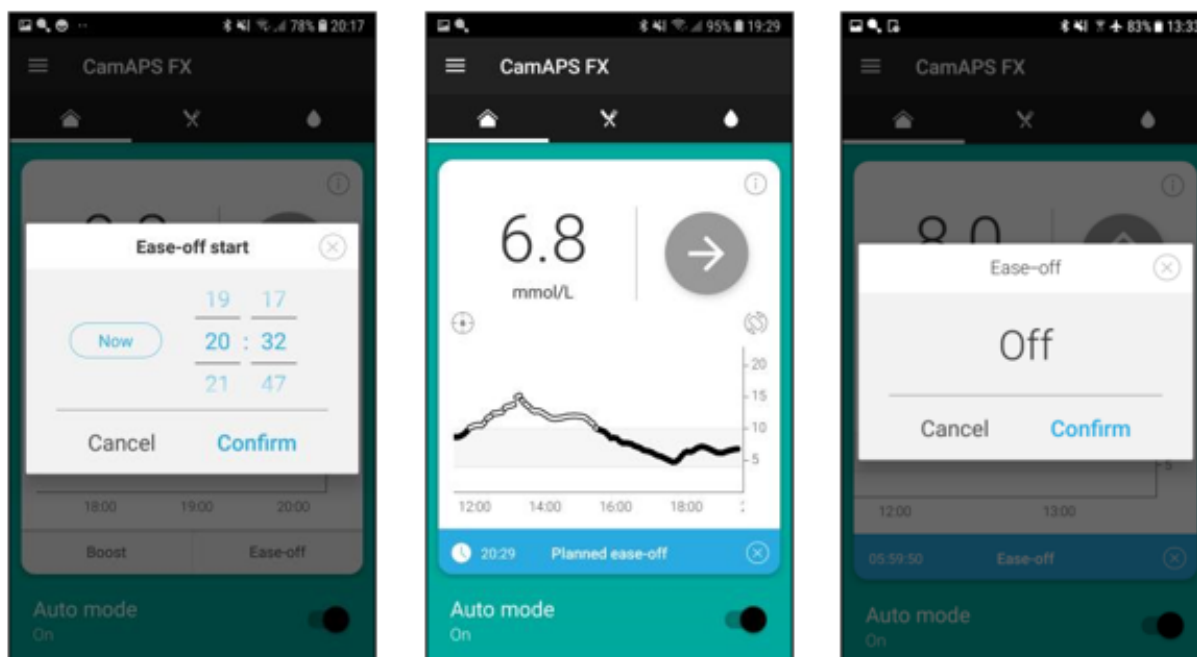 78% 20:17
CamAPS FX
Ease-off start
19 17
Now
20 : 32
21 47
Cancel Confirm
18:00 19:00 20:00
Boost Ease-off
Auto mode
On
95% 19:29
CamAPS FX
6.8
mmol/L
20
15
10
5
12:00 14:00 16:00 18:00
20:29 Planned ease-off
Auto mode
On
83% 13:33
CamAPS FX
8.0
Ease-off
Off
Cancel Confirm
5
12:00 13:00
05:59:50 Ease-off
Auto mode
On